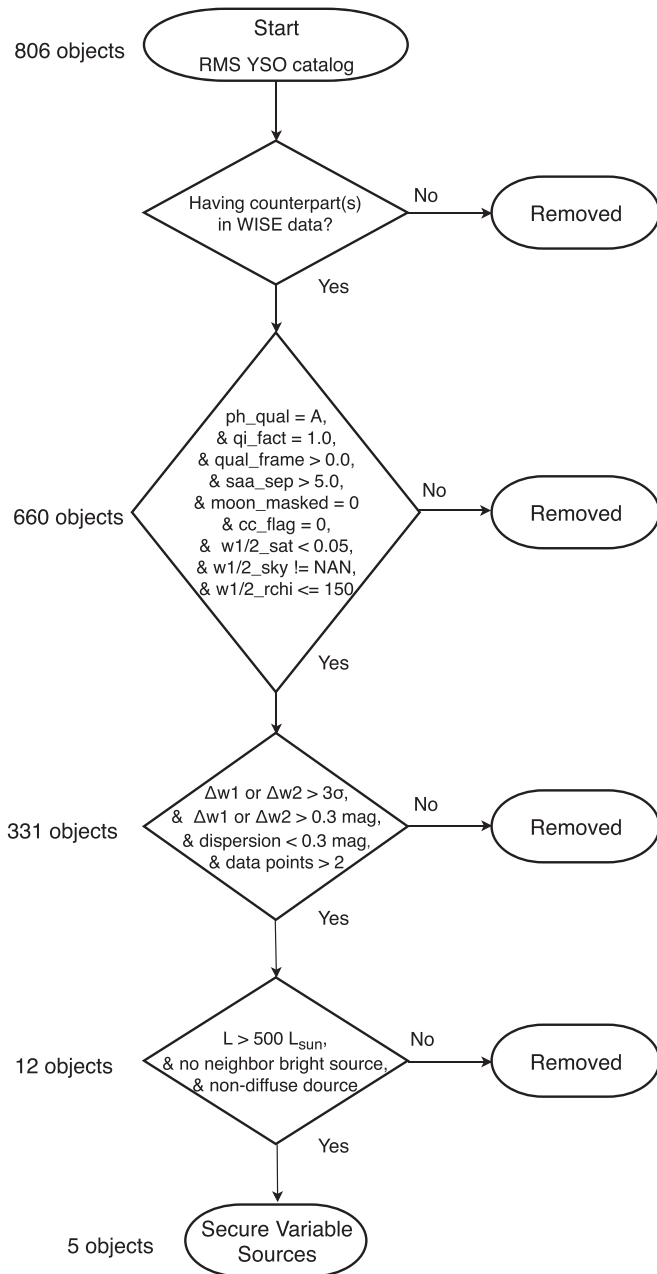 Start
806 objects
RMS YSO catalog
Having counterpart(s)
in WISE data?
No
Removed
Yes
ph_qual = A,
& qi_fact = 1.0,
& qual_frame > 0.0,
& saa_sep > 5.0,
& moon_masked = 0
& cc_flag = 0,
& w1/2_sat < 0.05,
& w1/2_sky != NAN,
& w1/2_rchi <= 150
660 objects
No
Removed
Yes
Δw1 or Δw2 > 3σ,
& Δw1 or Δw2 > 0.3 mag,
& dispersion < 0.3 mag,
& data points > 2
331 objects
No
Removed
Yes
L > 500 Lsun,
& no neighbor bright source,
& non-diffuse dource
12 objects
No
Removed
Yes
Secure Variable
Sources
5 objects